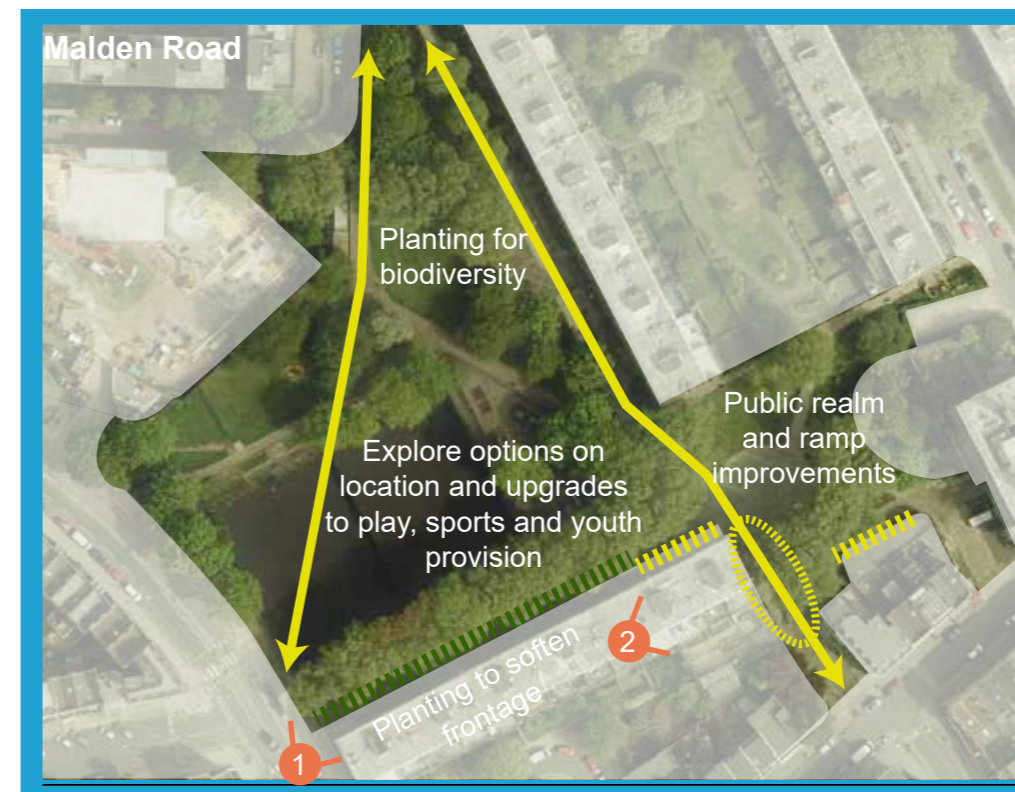 Malden Road
Planting for
biodiversity
Public realm
and ramp
improvements
Explore options on
location and upgrades
to play, sports and youth
provision
Planting to soften
frontage
2
1